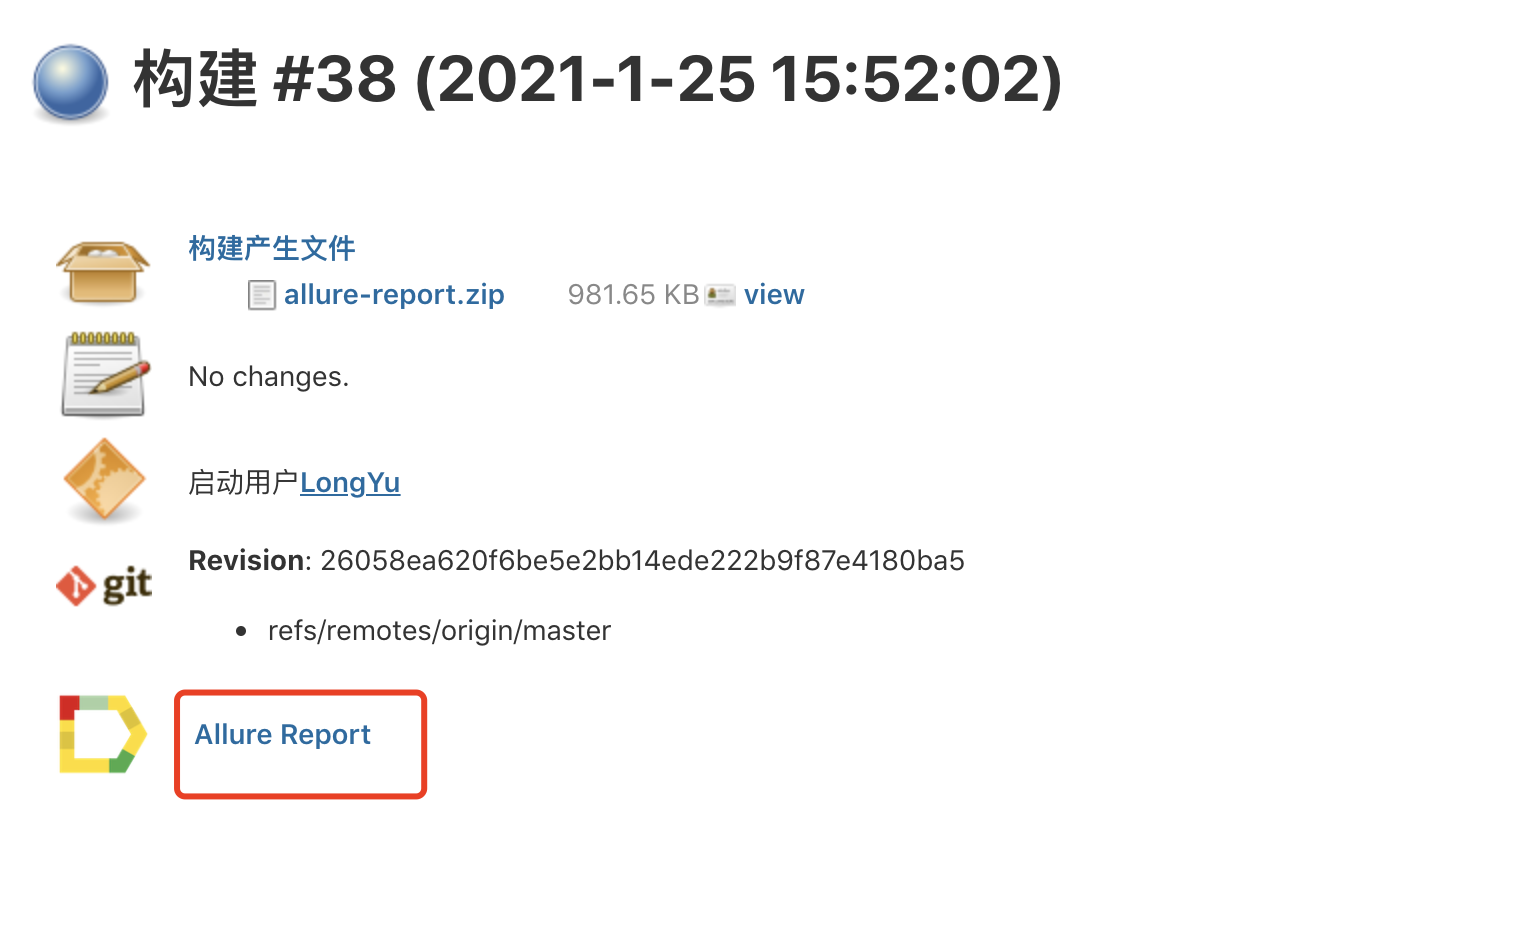 构建 #38 (2021-1-25 15:52:02)
构建产生文件
allure-report.zip 981.65 KB view
No changes.
启动用户LongYu
Revision: 26058ea620f6be5e2bb14ede222b9f87e4180ba5
git
refs/remotes/origin/master
Allure Report